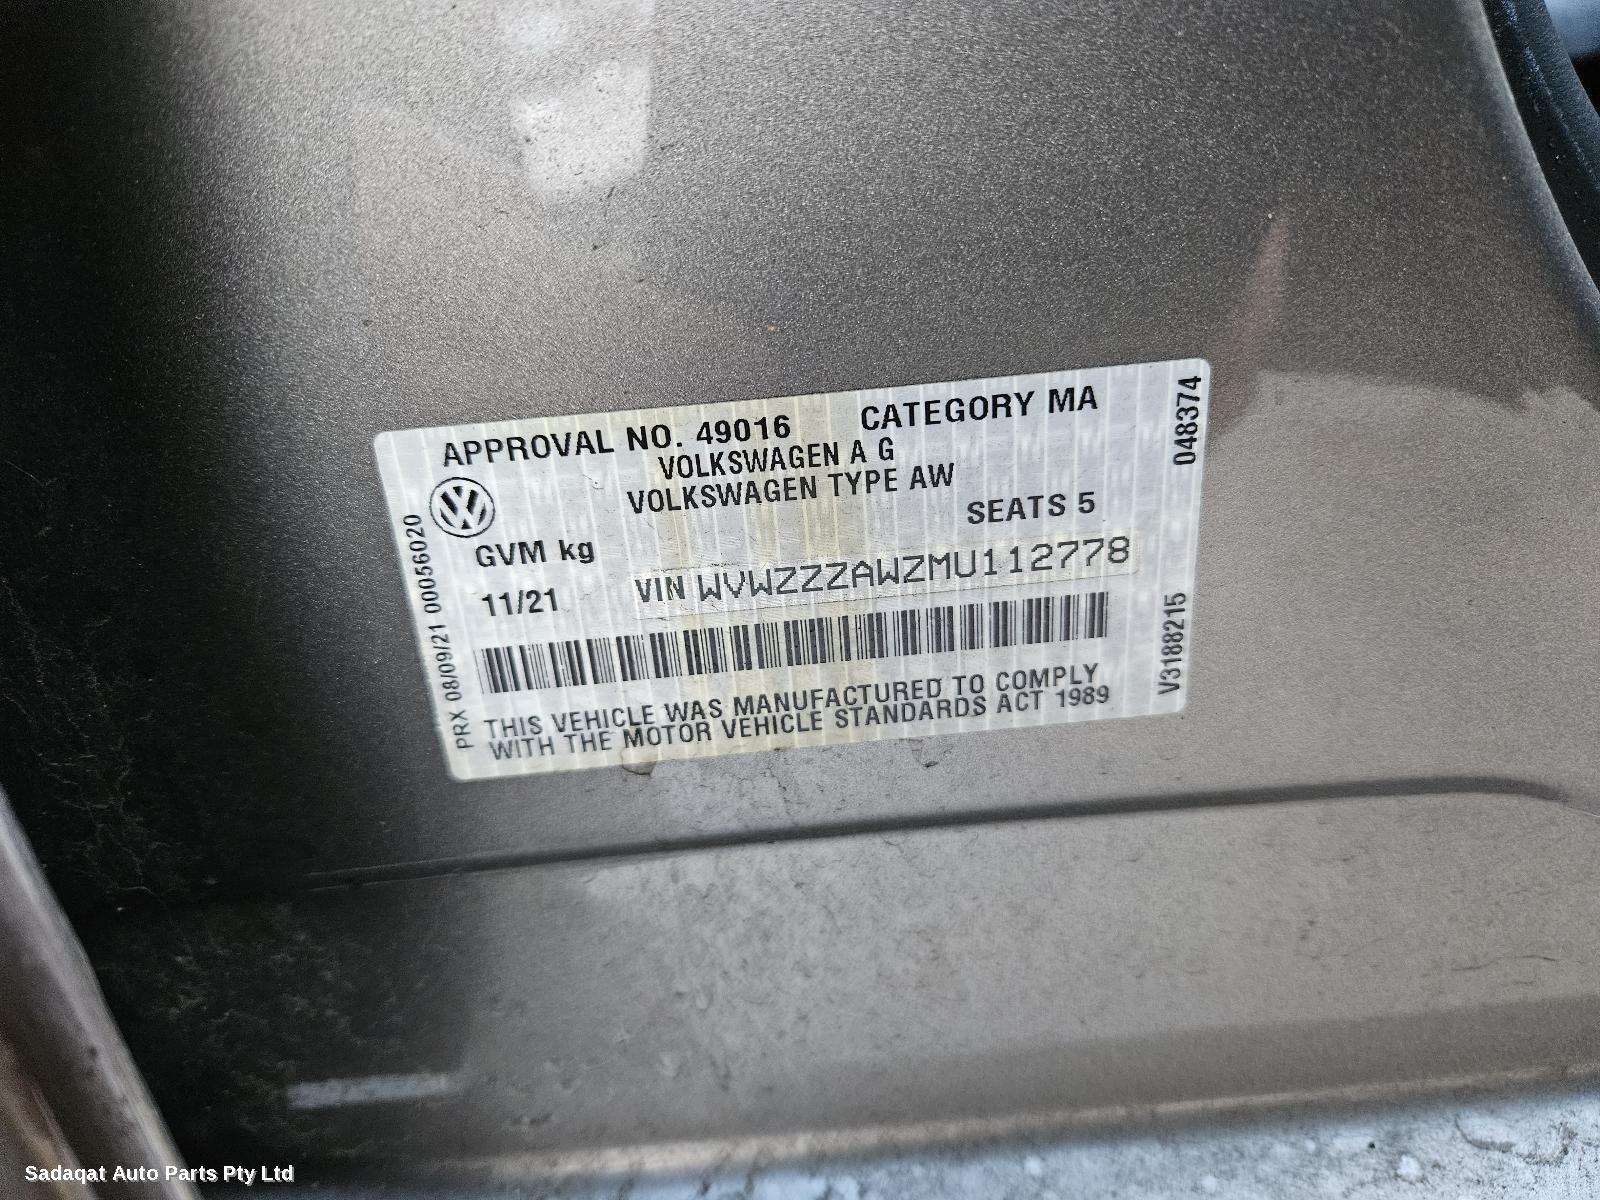 APPROVAL NO. 49016 CATEGORY MA
VOLKSWAGEN A G
VOLKSWAGEN TYPE AW
SEATS 5
GVM kg
11/21 VIN WVWZZZAWZMU112778
THIS VEHICLE WAS MANUFACTURED TO COMPLY
WITH THE MOTOR VEHICLE STANDARDS ACT 1989
PRX 08/09/21 00056020
048374
V3188215
Sadaqat Auto Parts Pty Ltd